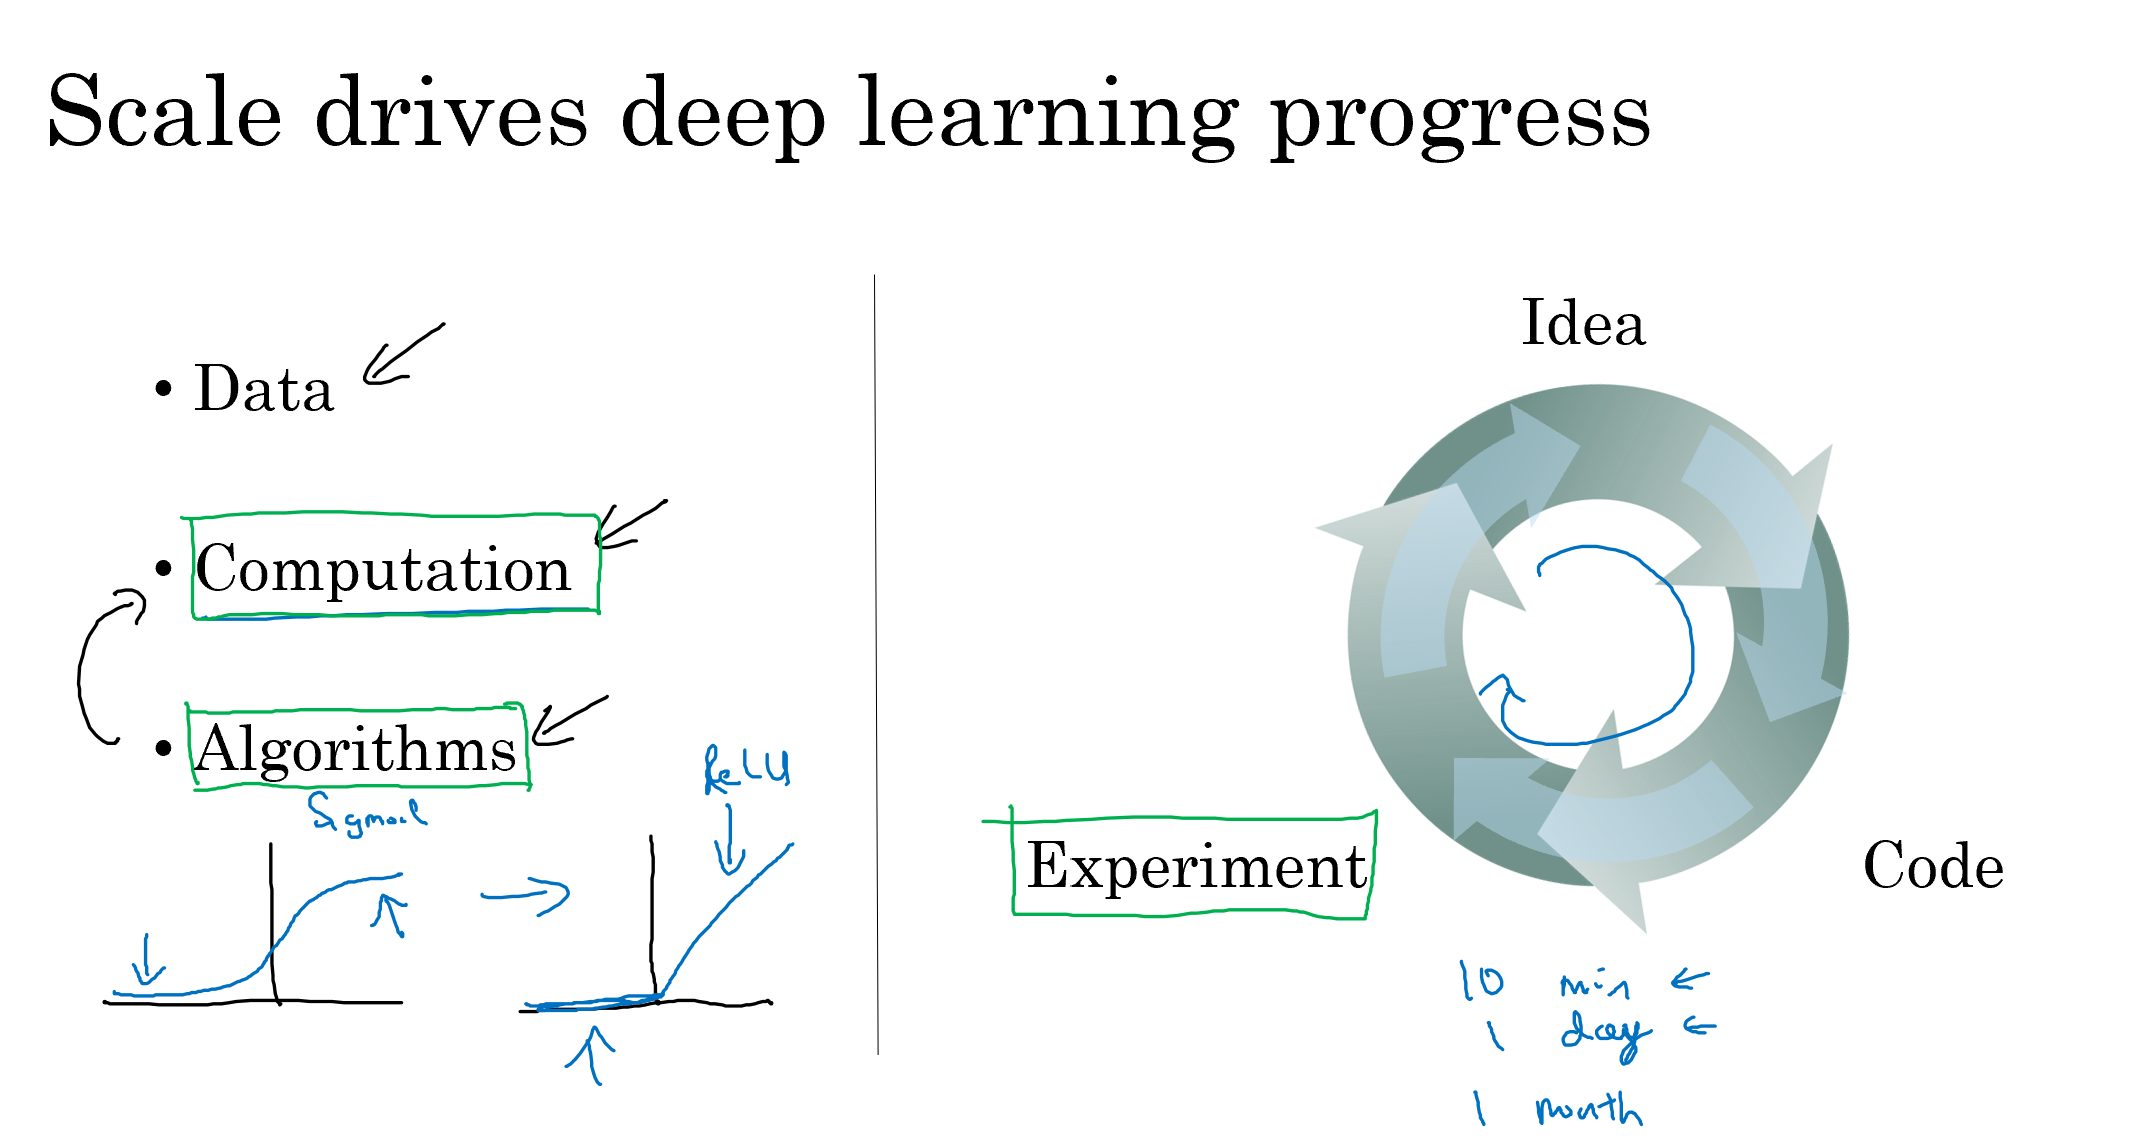 Scale drives deep learning progress
• Data
• Computation
• Algorithms
Sigmoid
ReLU
Idea
Code
Experiment
10 min
1 day
1 month